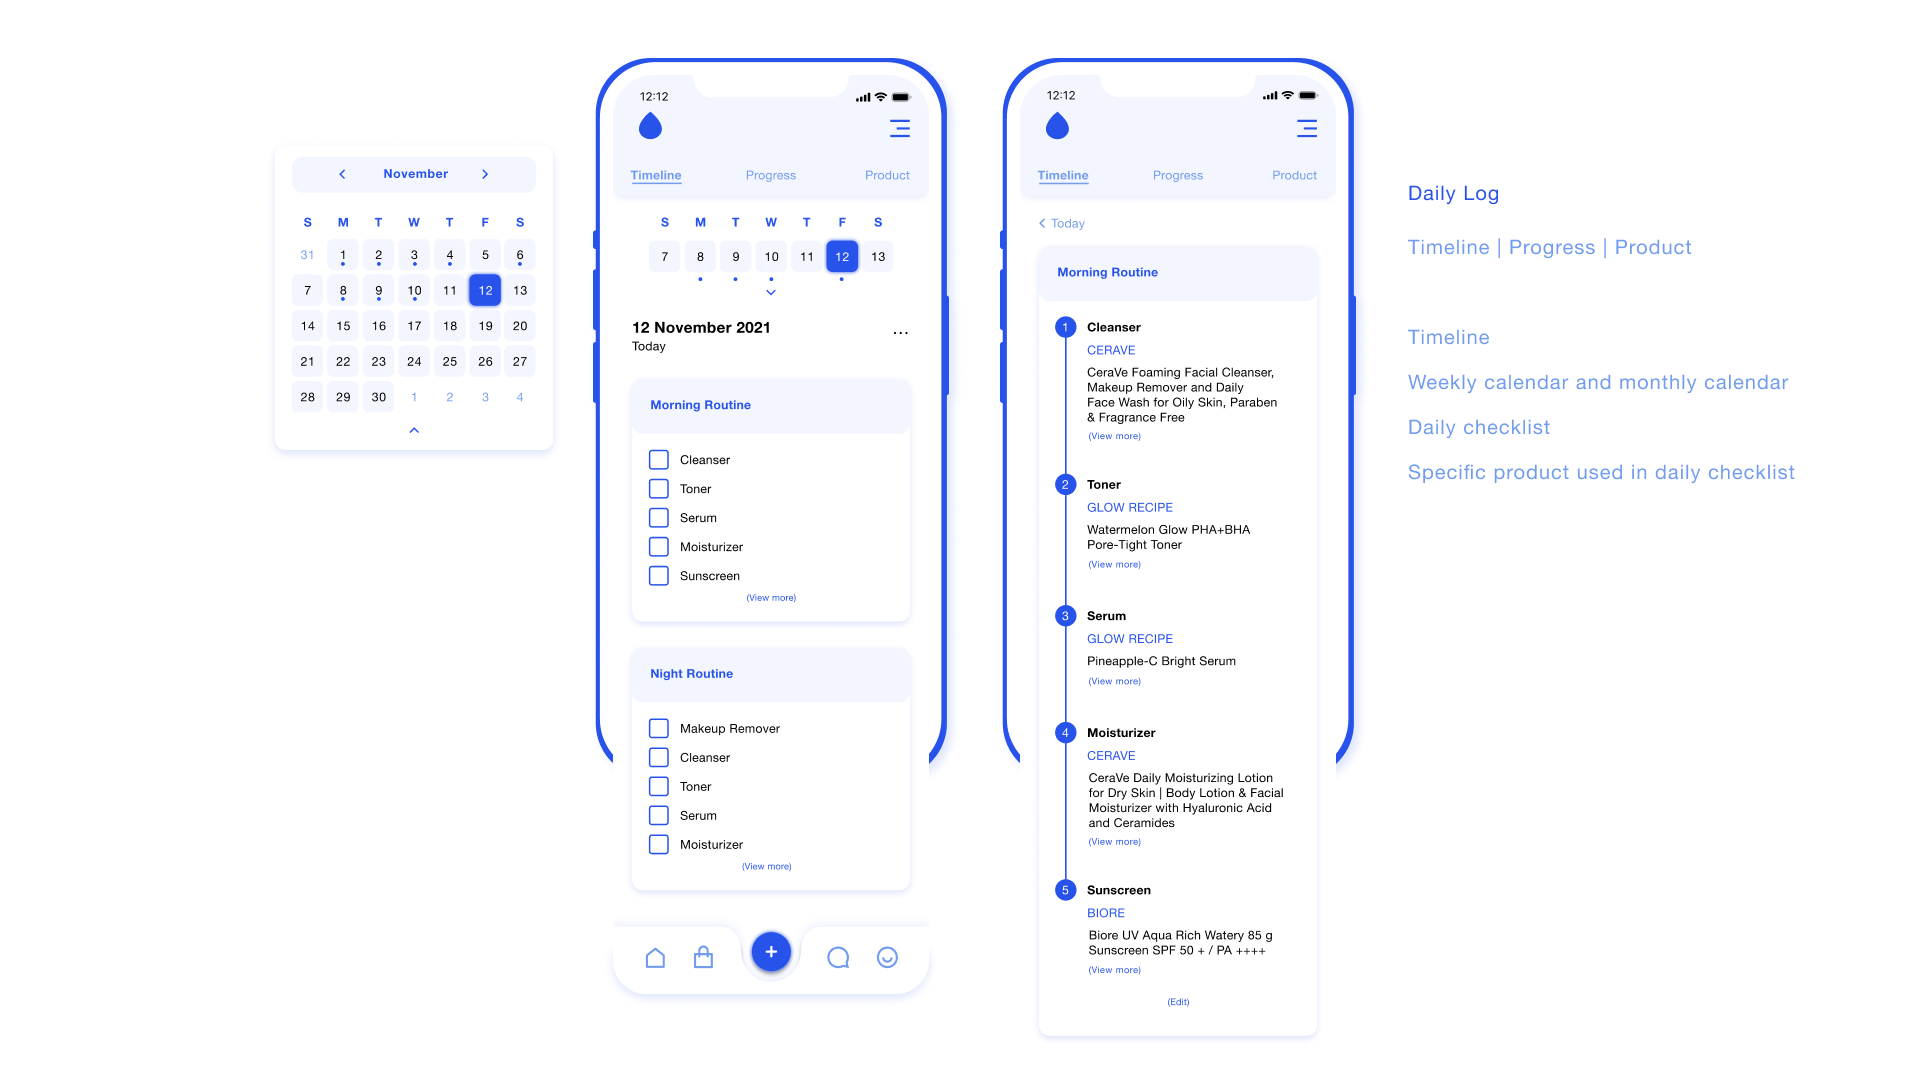 November
S M T W T F S
31 1 2 3 4 5 6
7 8 9 10 11 12 13
14 15 16 17 18 19 20
21 22 23 24 25 26 27
28 29 30 1 2 3 4
12:12
Timeline Progress Product
S M T W T F S
7 8 9 10 11 12 13
12 November 2021
...
Today
Morning Routine
Cleanser
Toner
Serum
Moisturizer
Sunscreen
(View more)
Night Routine
Makeup Remover
Cleanser
Toner
Serum
Moisturizer
(View more)
+
12:12
Timeline Progress Product
Today
Morning Routine
1 Cleanser
CERAVE
CeraVe Foaming Facial Cleanser,
Makeup Remover and Daily
Face Wash for Oily Skin, Paraben
& Fragrance Free
(View more)
2 Toner
GLOW RECIPE
Watermelon Glow PHA+BHA
Pore-Tight Toner
(View more)
3 Serum
GLOW RECIPE
Pineapple-C Bright Serum
(View more)
4 Moisturizer
CERAVE
CeraVe Daily Moisturizing Lotion
for Dry Skin | Body Lotion & Facial
Moisturizer with Hyaluronic Acid
and Ceramides
(View more)
5 Sunscreen
BIORE
Biore UV Aqua Rich Watery 85 g
Sunscreen SPF 50 + / PA ++++
(View more)
(Edit)
Daily Log
Timeline | Progress | Product
Timeline
Weekly calendar and monthly calendar
Daily checklist
Specific product used in daily checklist